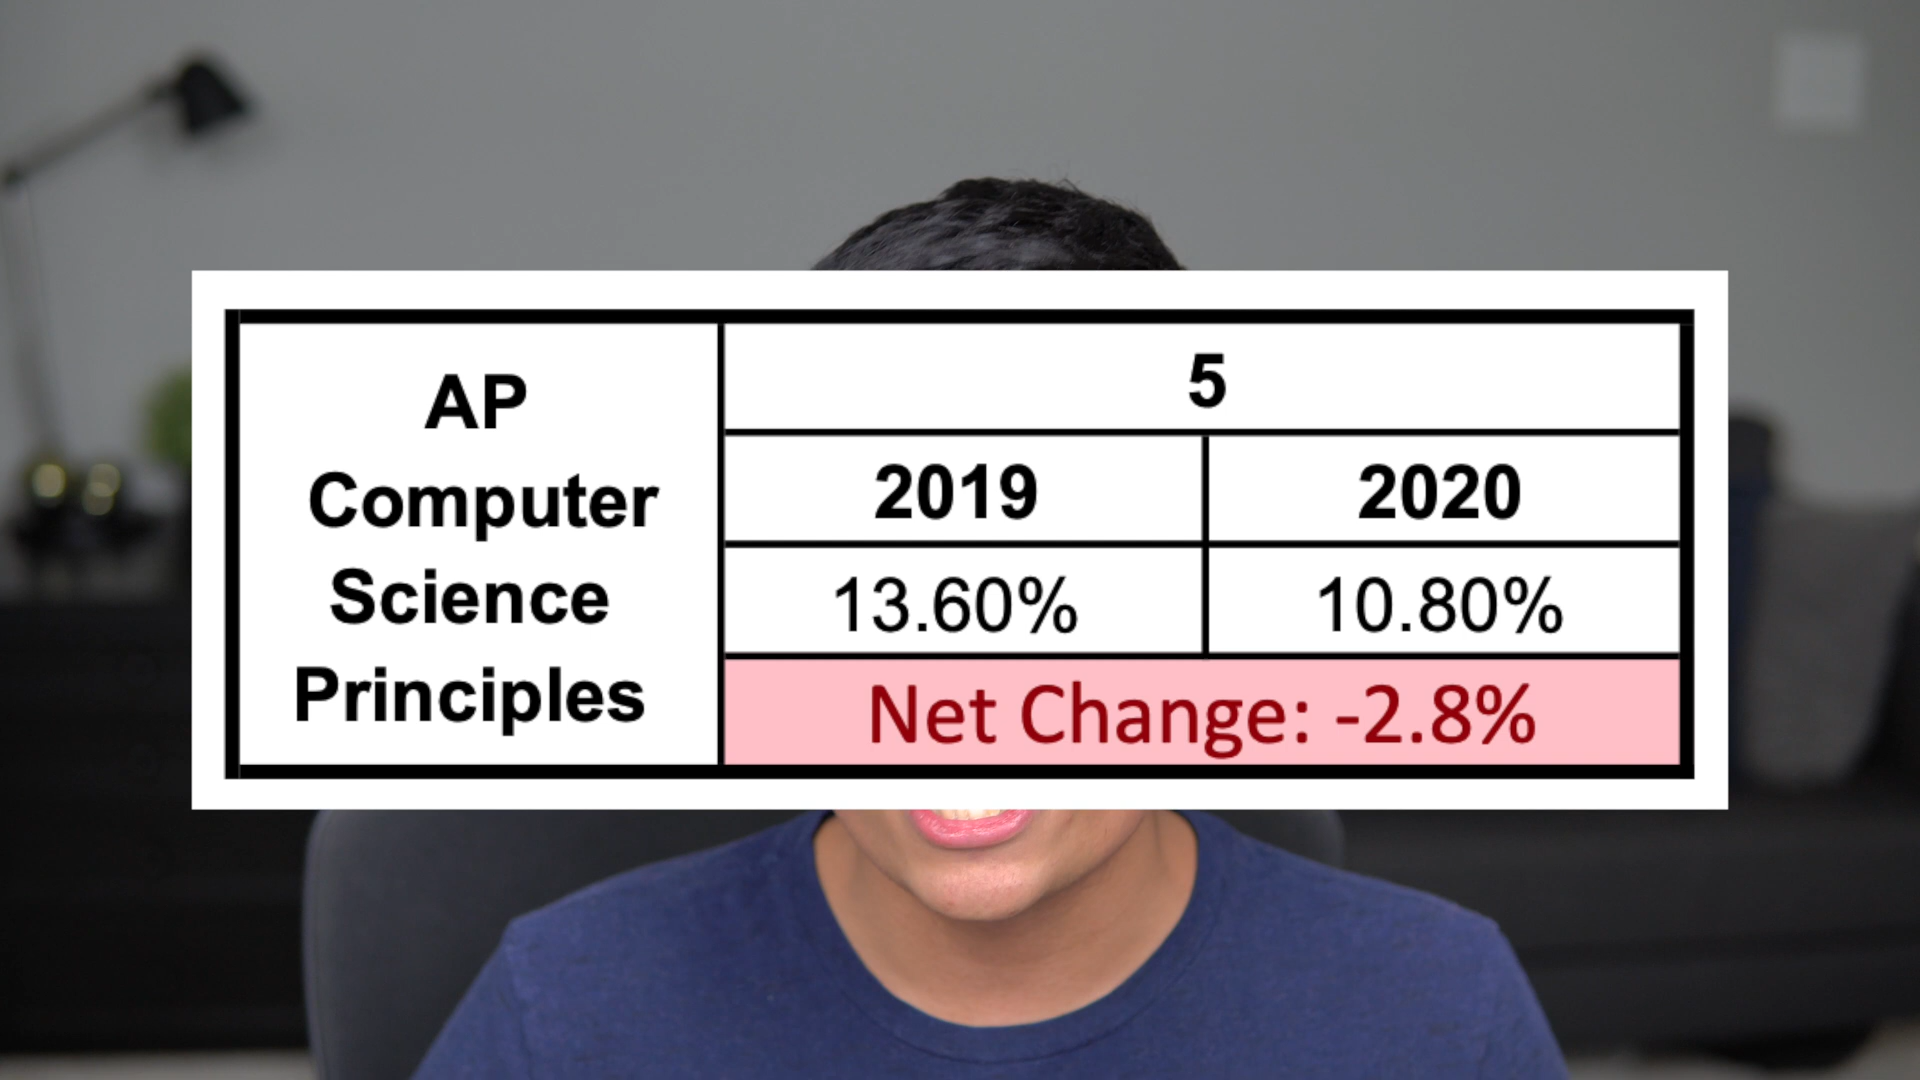 AP
Computer
Science
Principles
5
2019 2020
13.60% 10.80%
Net Change: -2.8%